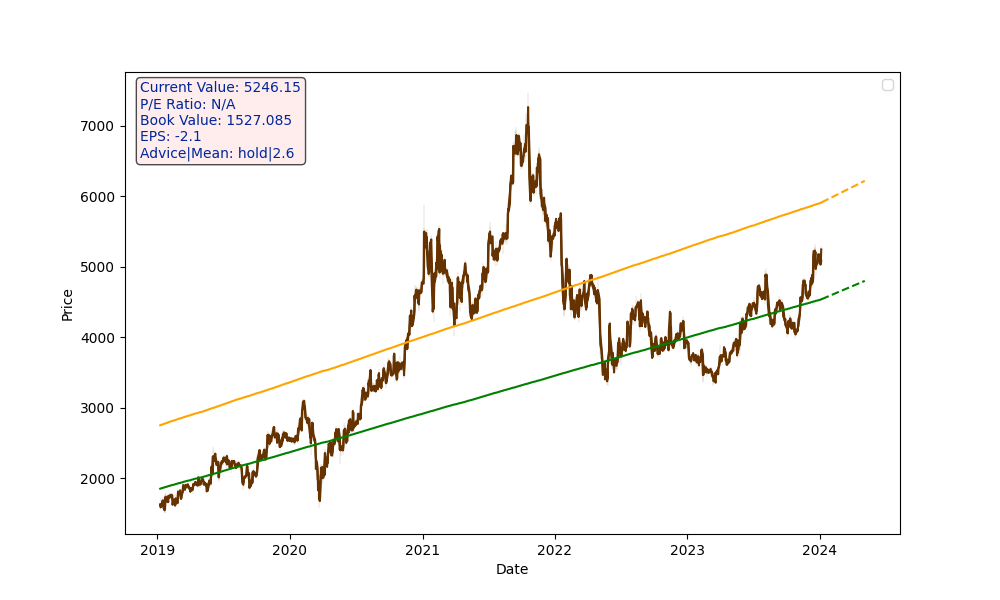 Current Value: 5246.15
P/E Ratio: N/A
Book Value: 1527.085
EPS: -2.1
Advice|Mean: hold|2.6
7000
6000
5000
4000
3000
2000
Price
2019 2020 2021 2022 2023 2024
Date